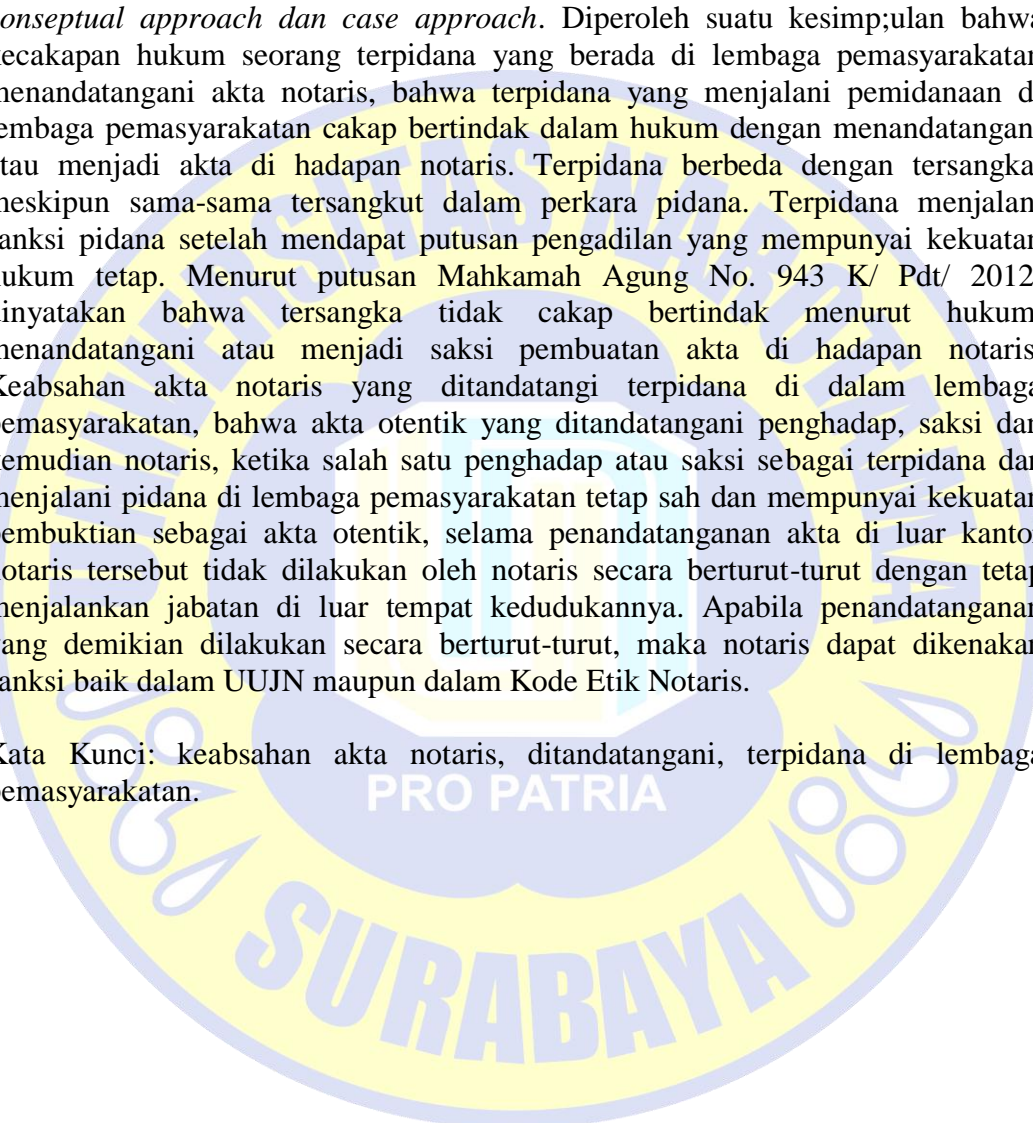 conseptual approach dan case approach. Diperoleh suatu kesimp;ulan bahwa
kecakapan hukum seorang terpidana yang berada di lembaga pemasyarakatan
menandatangani akta notaris, bahwa terpidana yang menjalani pemidanaan d
lembaga pemasyarakatan cakap bertindak dalam hukum dengan menandatangan
atau menjadi akta di hadapan notaris. Terpidana berbeda dengan tersangka
meskipun sama-sama tersangkut dalam perkara pidana. Terpidana menjalan
sanksi pidana setelah mendapat putusan pengadilan yang mempunyai kekuatan
hukum tetap. Menurut putusan Mahkamah Agung No. 943 K/ Pdt/ 2012
dinyatakan bahwa tersangka tidak cakap bertindak menurut hukum
menandatangani atau menjadi saksi pembuatan akta di hadapan notaris
Keabsahan akta notaris yang ditandatangi terpidana di dalam lembaga
pemasyarakatan, bahwa akta otentik yang ditandatangani penghadap, saksi dan
kemudian notaris, ketika salah satu penghadap atau saksi sebagai terpidana dan
menjalani pidana di lembaga pemasyarakatan tetap sah dan mempunyai kekuatan
pembuktian sebagai akta otentik, selama penandatanganan akta di luar kantor
notaris tersebut tidak dilakukan oleh notaris secara berturut-turut dengan tetap
menjalankan jabatan di luar tempat kedudukannya. Apabila penandatanganan
yang demikian dilakukan secara berturut-turut, maka notaris dapat dikenakan
sanksi baik dalam UUJN maupun dalam Kode Etik Notaris.
Kata Kunci: keabsahan akta notaris, ditandatangani, terpidana di lembaga
pemasyarakatan.
UNIVERSITAS NAROTAMA
PRO PATRIA
SURABAYA